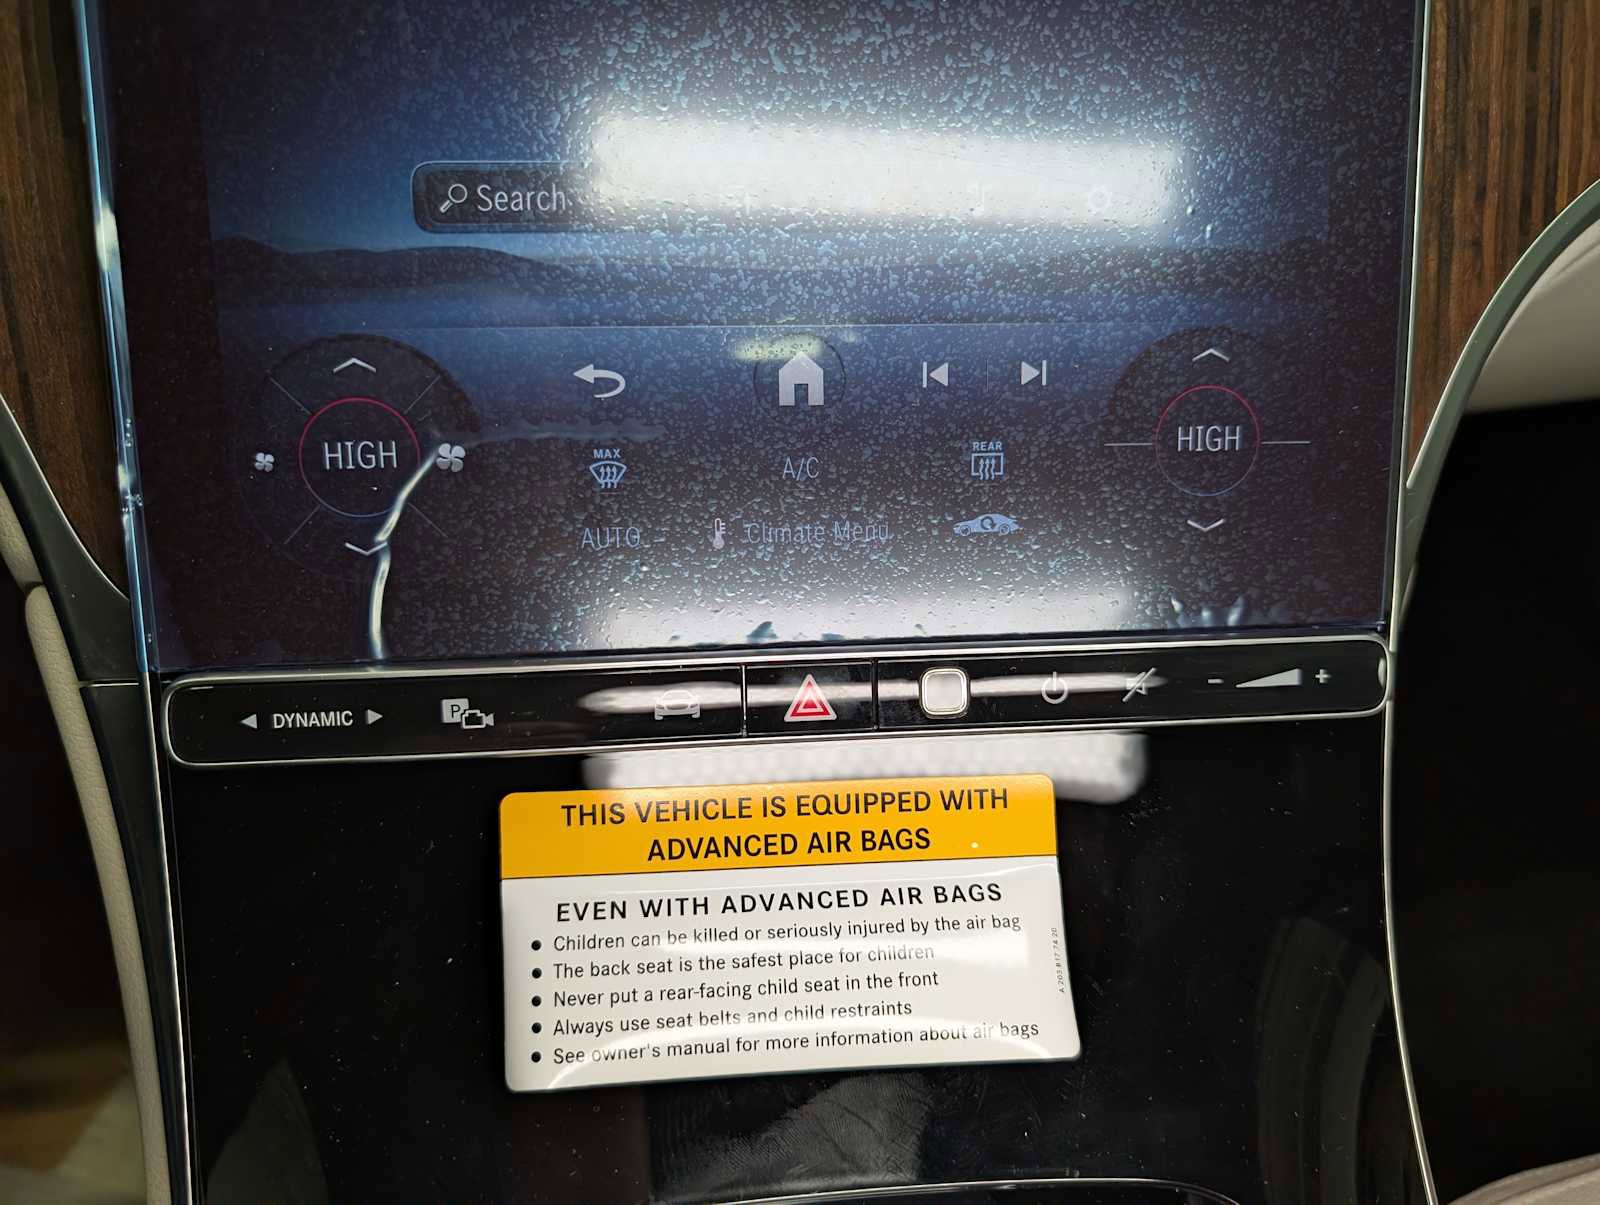 Search
HIGH
HIGH
MAX
A/C
REAR
AUTO
Climate Menu
DYNAMIC
P
- +
THIS VEHICLE IS EQUIPPED WITH
ADVANCED AIR BAGS
EVEN WITH ADVANCED AIR BAGS
• Children can be killed or seriously injured by the air bag
• The back seat is the safest place for children
• Never put a rear-facing child seat in the front
• Always use seat belts and child restraints
• See owner's manual for more information about air bags